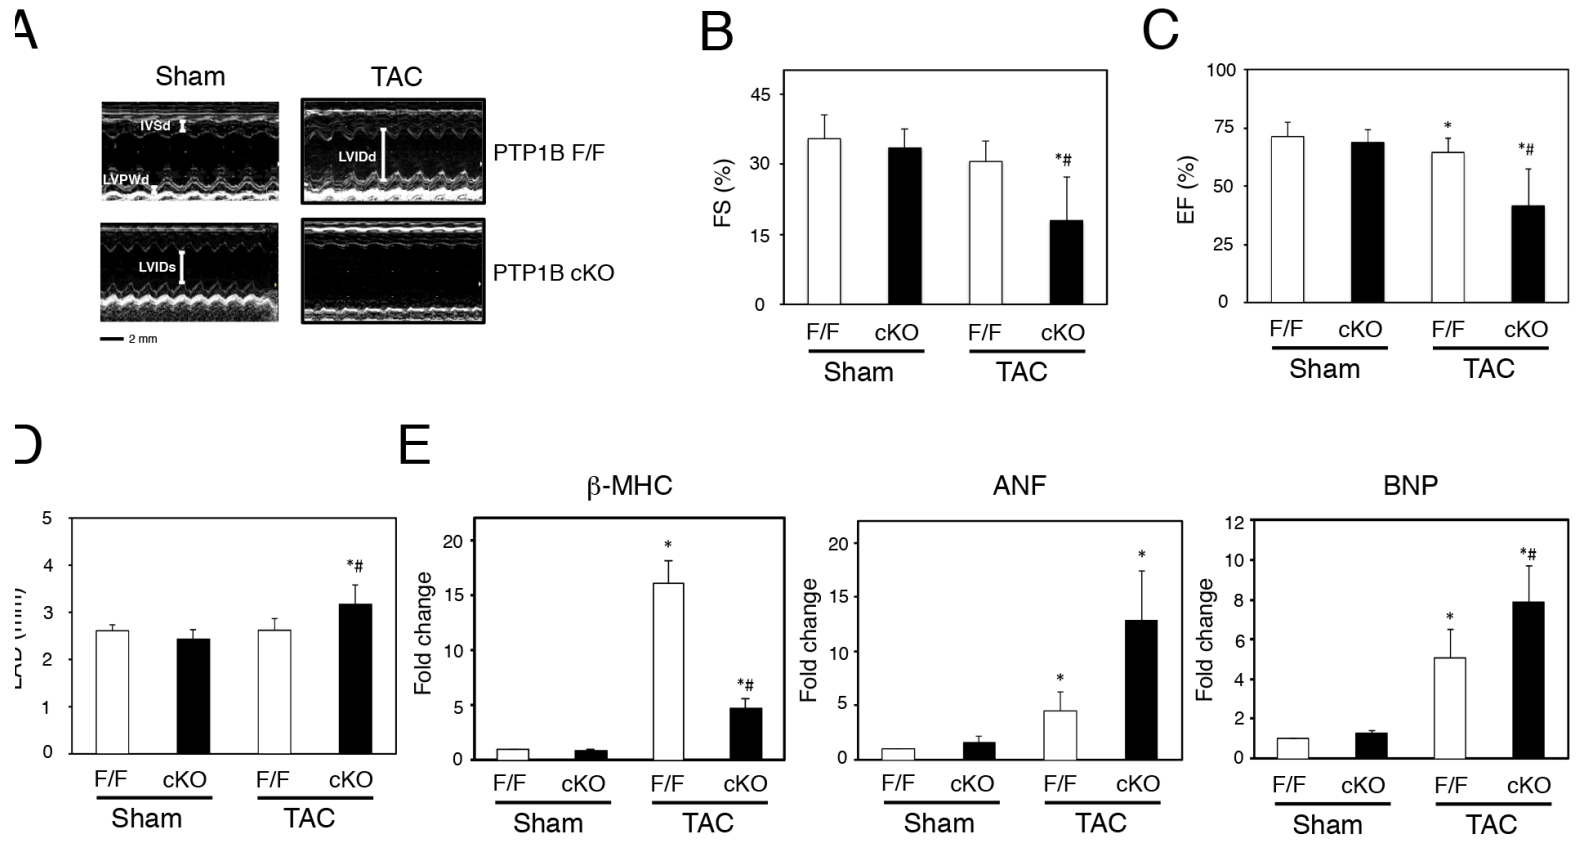 A
Sham
TAC
IVSd
LVPWd
LVIDd
PTP1B F/F
LVIDs
PTP1B cKO
2 mm
B
FS (%)
45
30
15
0
*#
F/F
cKO
F/F
cKO
Sham
TAC
C
EF (%)
100
75
50
25
0
*
*#
F/F
cKO
F/F
cKO
Sham
TAC
D
LAD (mm)
5
4
3
2
1
0
*#
F/F
cKO
F/F
cKO
Sham
TAC
E
β-MHC
Fold change
20
15
10
5
0
*
*#
F/F
cKO
F/F
cKO
Sham
TAC
ANF
Fold change
20
15
10
5
0
*
*
F/F
cKO
F/F
cKO
Sham
TAC
BNP
Fold change
12
10
8
6
4
2
0
*
*#
F/F
cKO
F/F
cKO
Sham
TAC